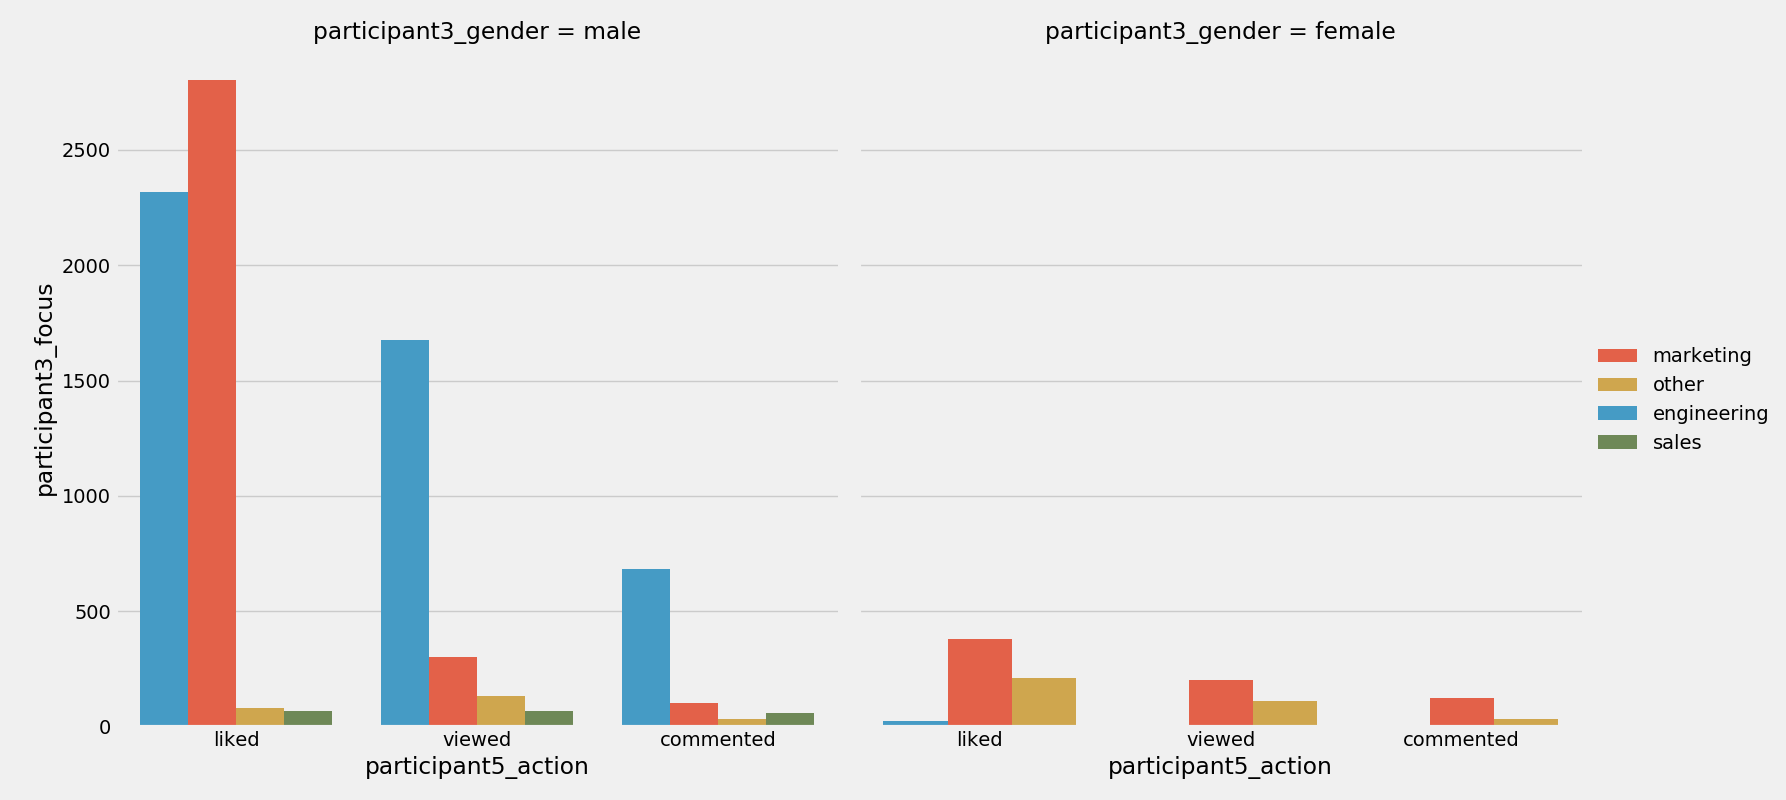 participant3_gender = male
participant3_gender = female
participant3_focus
2500
2000
1500
1000
500
0
liked viewed commented
liked viewed commented
participant5_action
participant5_action
marketing
other
engineering
sales